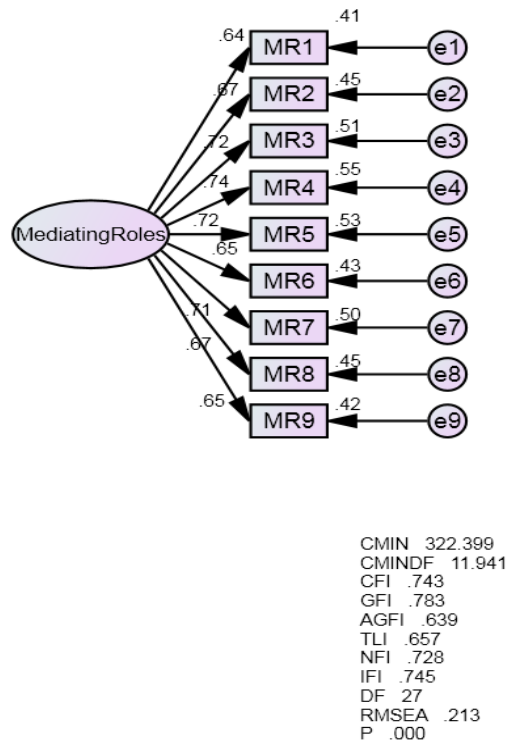 .41
.64
MR1
e1
.67
.45
MR2
e2
.72
.51
MR3
e3
.74
.55
MR4
e4
MediatingRoles
.72
.53
MR5
e5
.65
.43
MR6
e6
.71
.50
MR7
e7
.67
.45
MR8
e8
.65
.42
MR9
e9
CMIN 322.399
CMINDF 11.941
CFI .743
GFI .783
AGFI .639
TLI .657
NFI .728
IFI .745
DF 27
RMSEA .213
P .000